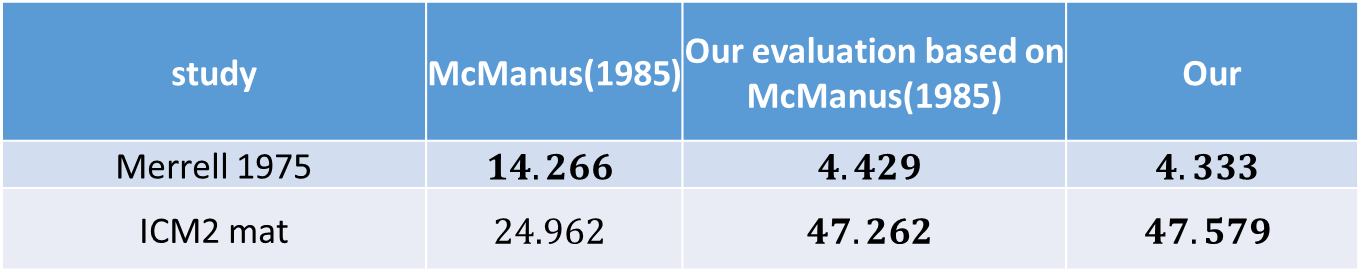 study McManus(1985) Our evaluation based on McManus(1985) Our
Merrell 1975 14.266 4.429 4.333
ICM2 mat 24.962 47.262 47.579